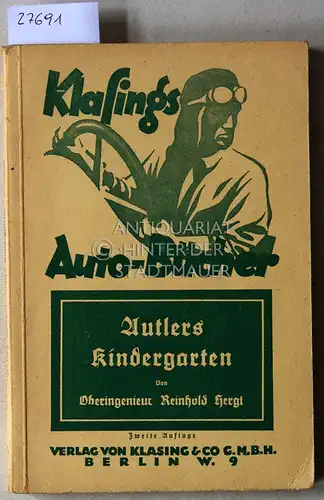 27691
Klasings
ANTIQUARIAT
HINTER DER
STADTMAUER
Auto-Bücher
Autlers
Kindergarten
Von
Oberingenieur Reinhold Hergt
Zweite Auflage
VERLAG VON KLASING & CO G.M.B.H.
BERLIN W. 9